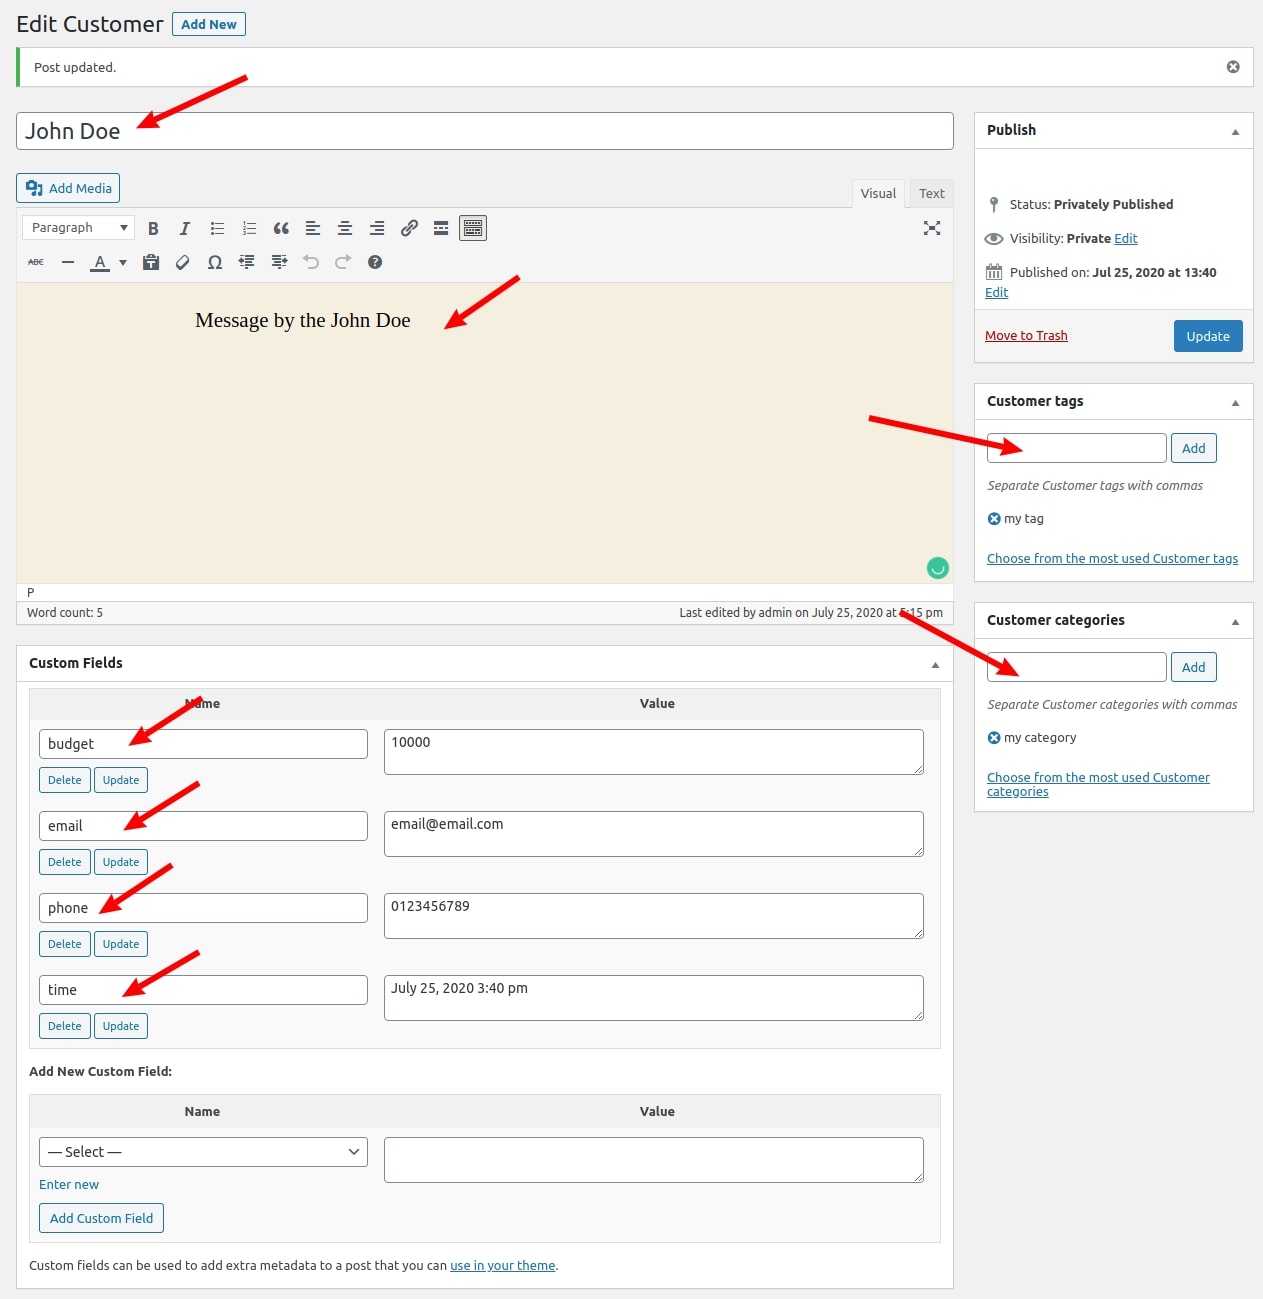 Edit Customer Add New
Post updated.
John Doe
Add Media
Visual Text
Paragraph
B I
ABC A Ω
Message by the John Doe
P
Word count: 5
Last edited by admin on July 25, 2020 at 5:15 pm
Custom Fields
Name Value
budget 10000
Delete Update
email email@email.com
Delete Update
phone 0123456789
Delete Update
time July 25, 2020 3:40 pm
Delete Update
Add New Custom Field:
Name Value
— Select —
Enter new
Add Custom Field
Custom fields can be used to add extra metadata to a post that you can use in your theme.
Publish
Status: Privately Published
Visibility: Private Edit
Published on: Jul 25, 2020 at 13:40
Edit
Move to Trash Update
Customer tags
Add
Separate Customer tags with commas
my tag
Choose from the most used Customer tags
Customer categories
Add
Separate Customer categories with commas
my category
Choose from the most used Customer
categories